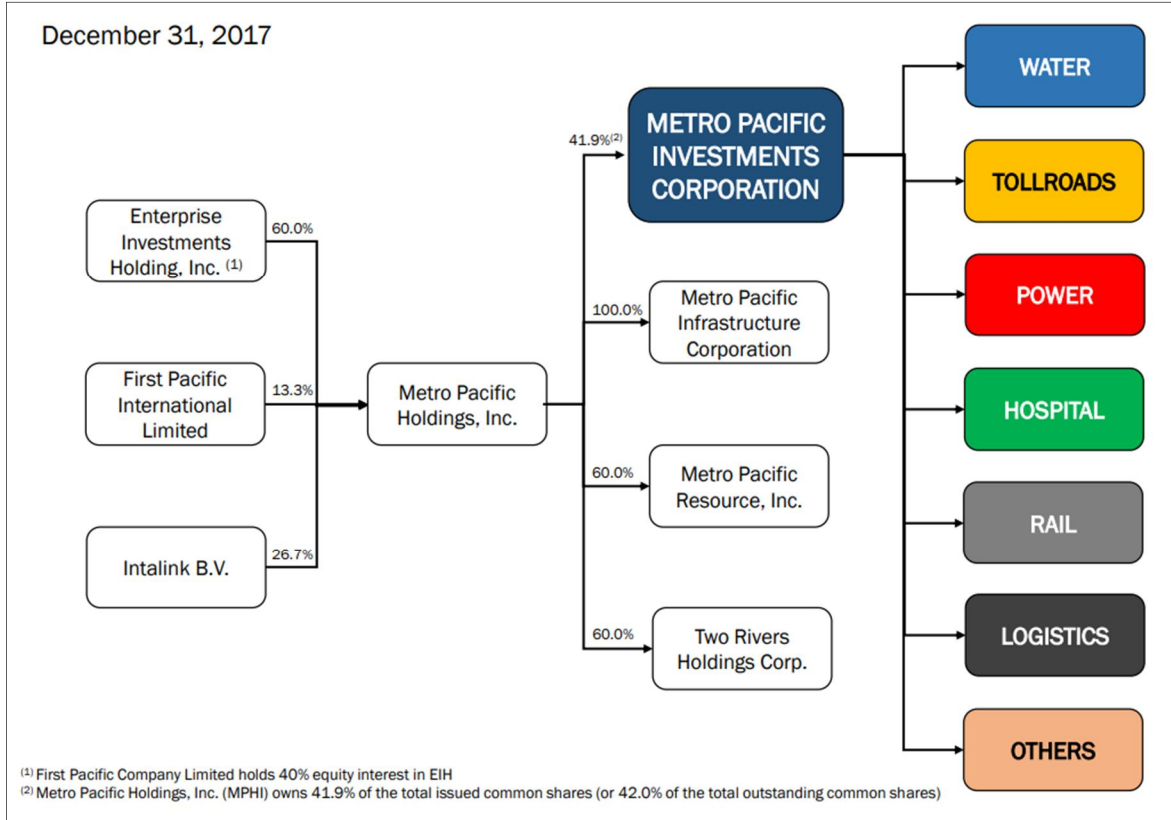 December 31, 2017
Enterprise
Investments
Holding, Inc. (1)
60.0%
First Pacific
International
Limited
13.3%
Intalink B.V.
26.7%
Metro Pacific
Holdings, Inc.
41.9%(2)
METRO PACIFIC
INVESTMENTS
CORPORATION
100.0%
Metro Pacific
Infrastructure
Corporation
60.0%
Metro Pacific
Resource, Inc.
60.0%
Two Rivers
Holdings Corp.
WATER
TOLLROADS
POWER
HOSPITAL
RAIL
LOGISTICS
OTHERS
(1) First Pacific Company Limited holds 40% equity interest in EIH
(2) Metro Pacific Holdings, Inc. (MPHI) owns 41.9% of the total issued common shares (or 42.0% of the total outstanding common shares)